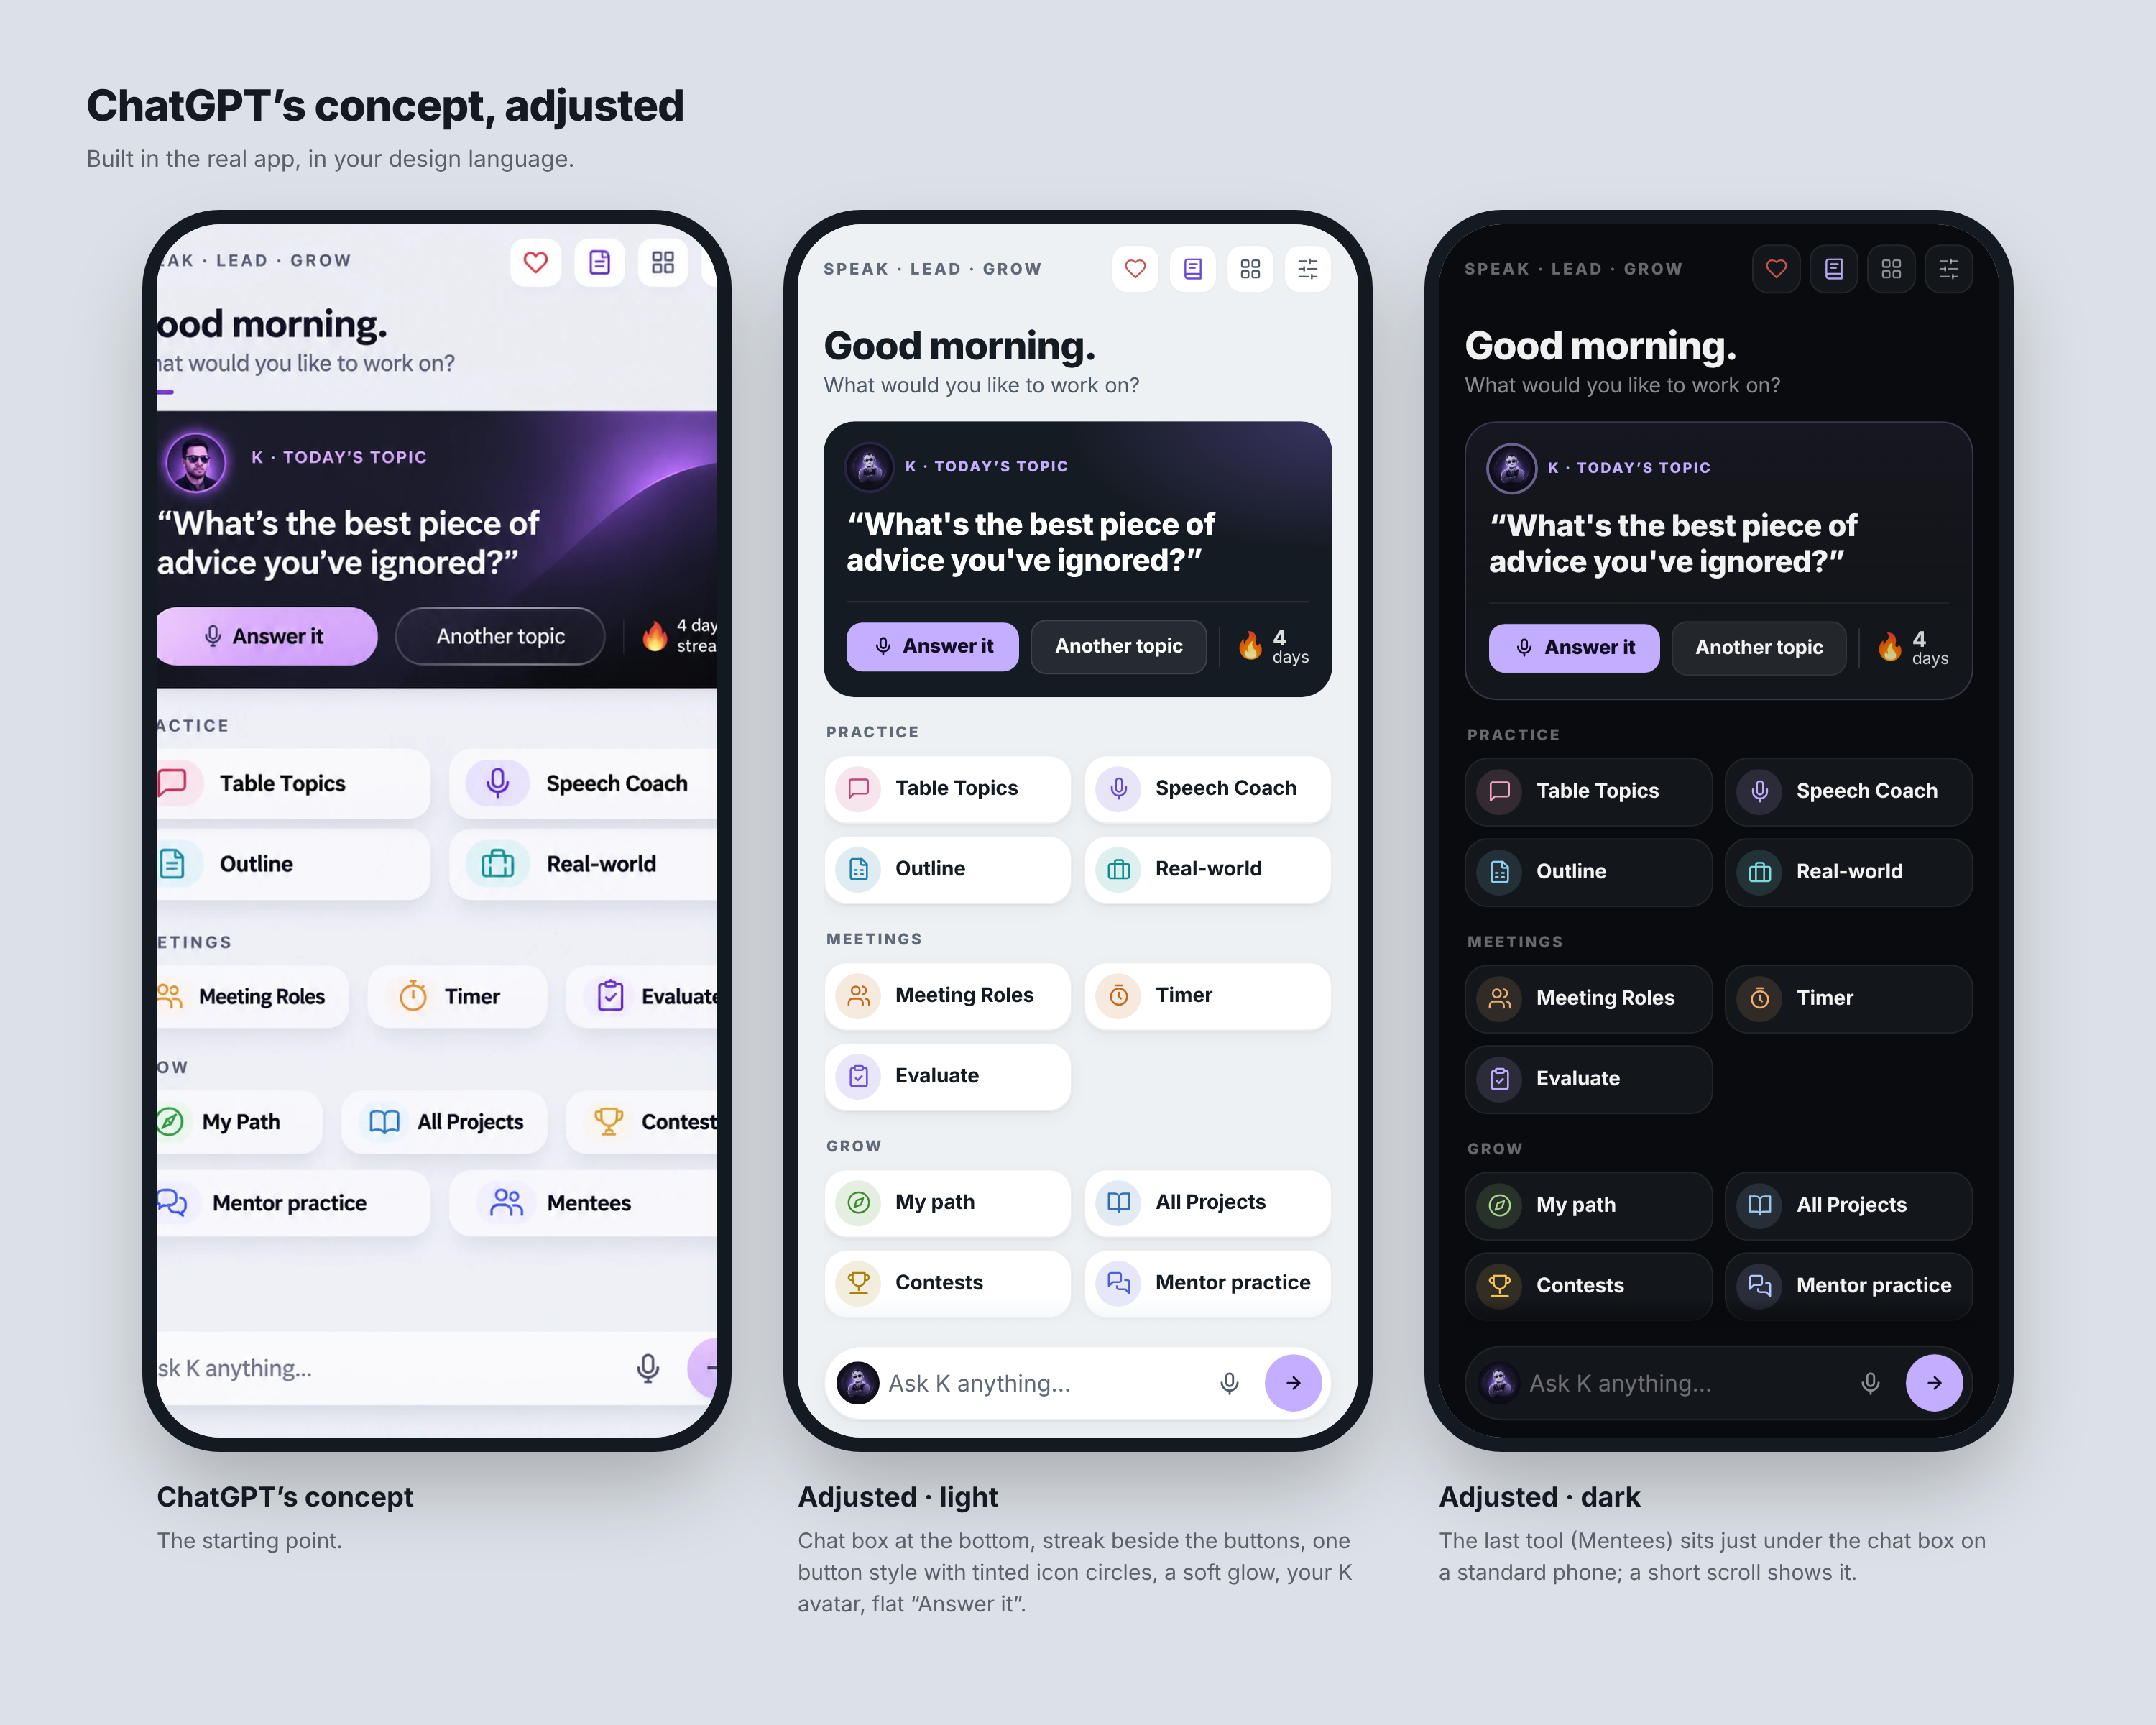 ChatGPT’s concept, adjusted
Built in the real app, in your design language.
EAK · LEAD · GROW
ood morning.
hat would you like to work on?
K · TODAY’S TOPIC
“What’s the best piece of
advice you’ve ignored?”
Answer it
Another topic
4 day
strea
ACTICE
Table Topics
Speech Coach
Outline
Real-world
ETINGS
Meeting Roles
Timer
Evaluate
OW
My Path
All Projects
Contest
Mentor practice
Mentees
sk K anything...
ChatGPT’s concept
The starting point.
SPEAK · LEAD · GROW
Good morning.
What would you like to work on?
K · TODAY’S TOPIC
“What's the best piece of
advice you've ignored?”
Answer it
Another topic
4
days
PRACTICE
Table Topics
Speech Coach
Outline
Real-world
MEETINGS
Meeting Roles
Timer
Evaluate
GROW
My path
All Projects
Contests
Mentor practice
Ask K anything...
Adjusted · light
Chat box at the bottom, streak beside the buttons, one
button style with tinted icon circles, a soft glow, your K
avatar, flat “Answer it”.
SPEAK · LEAD · GROW
Good morning.
What would you like to work on?
K · TODAY’S TOPIC
“What's the best piece of
advice you've ignored?”
Answer it
Another topic
4
days
PRACTICE
Table Topics
Speech Coach
Outline
Real-world
MEETINGS
Meeting Roles
Timer
Evaluate
GROW
My path
All Projects
Contests
Mentor practice
Ask K anything...
Adjusted · dark
The last tool (Mentees) sits just under the chat box on
a standard phone; a short scroll shows it.